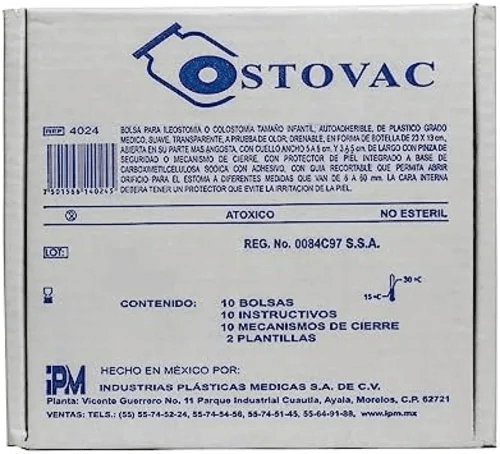 OSTOVAC
REF 4024
BOLSA PARA ILEOSTOMIA O COLOSTOMIA TAMAÑO INFANTIL, AUTOADHERIBLE, DE PLASTICO GRADO
MEDICO, SUAVE, TRANSPARENTE, A PRUEBA DE OLOR, DRENABLE, EN FORMA DE BOTELLA DE 23 X 13 cm,
ABIERTA EN SU PARTE MAS ANGOSTA, CON CUELLO ANCHO 5 A 6 cm. Y 3 A 6.5 cm. DE LARGO CON PINZA DE
SEGURIDAD O MECANISMO DE CIERRE, CON PROTECTOR DE PIEL INTEGRADO A BASE DE
CARBOXIMETILCELULOSA SODICA CON ADHESIVO, CON GUIA RECORTABLE QUE PERMITA ABRIR
ORIFICIO PARA EL ESTOMA A DIFERENTES MEDIDAS QUE VAN DE 8 A 50 mm. LA CARA INTERNA
DEBERA TENER UN PROTECTOR QUE EVITE LA IRRITACION DE LA PIEL.
7 501588 140243
ATOXICO
NO ESTERIL
REG. No. 0084C97 S.S.A.
LOT:
15°C
30°C
CONTENIDO: 10 BOLSAS
10 INSTRUCTIVOS
10 MECANISMOS DE CIERRE
2 PLANTILLAS
iPM
HECHO EN MÉXICO POR:
INDUSTRIAS PLÁSTICAS MEDICAS S.A. DE C.V.
Planta: Vicente Guerrero No. 11 Parque Industrial Cuautla, Ayala, Morelos, C.P. 62721
VENTAS: TELS.: (55) 55-74-52-24, 55-74-54-56, 55-74-51-45, 55-64-91-88, www.ipm.mx